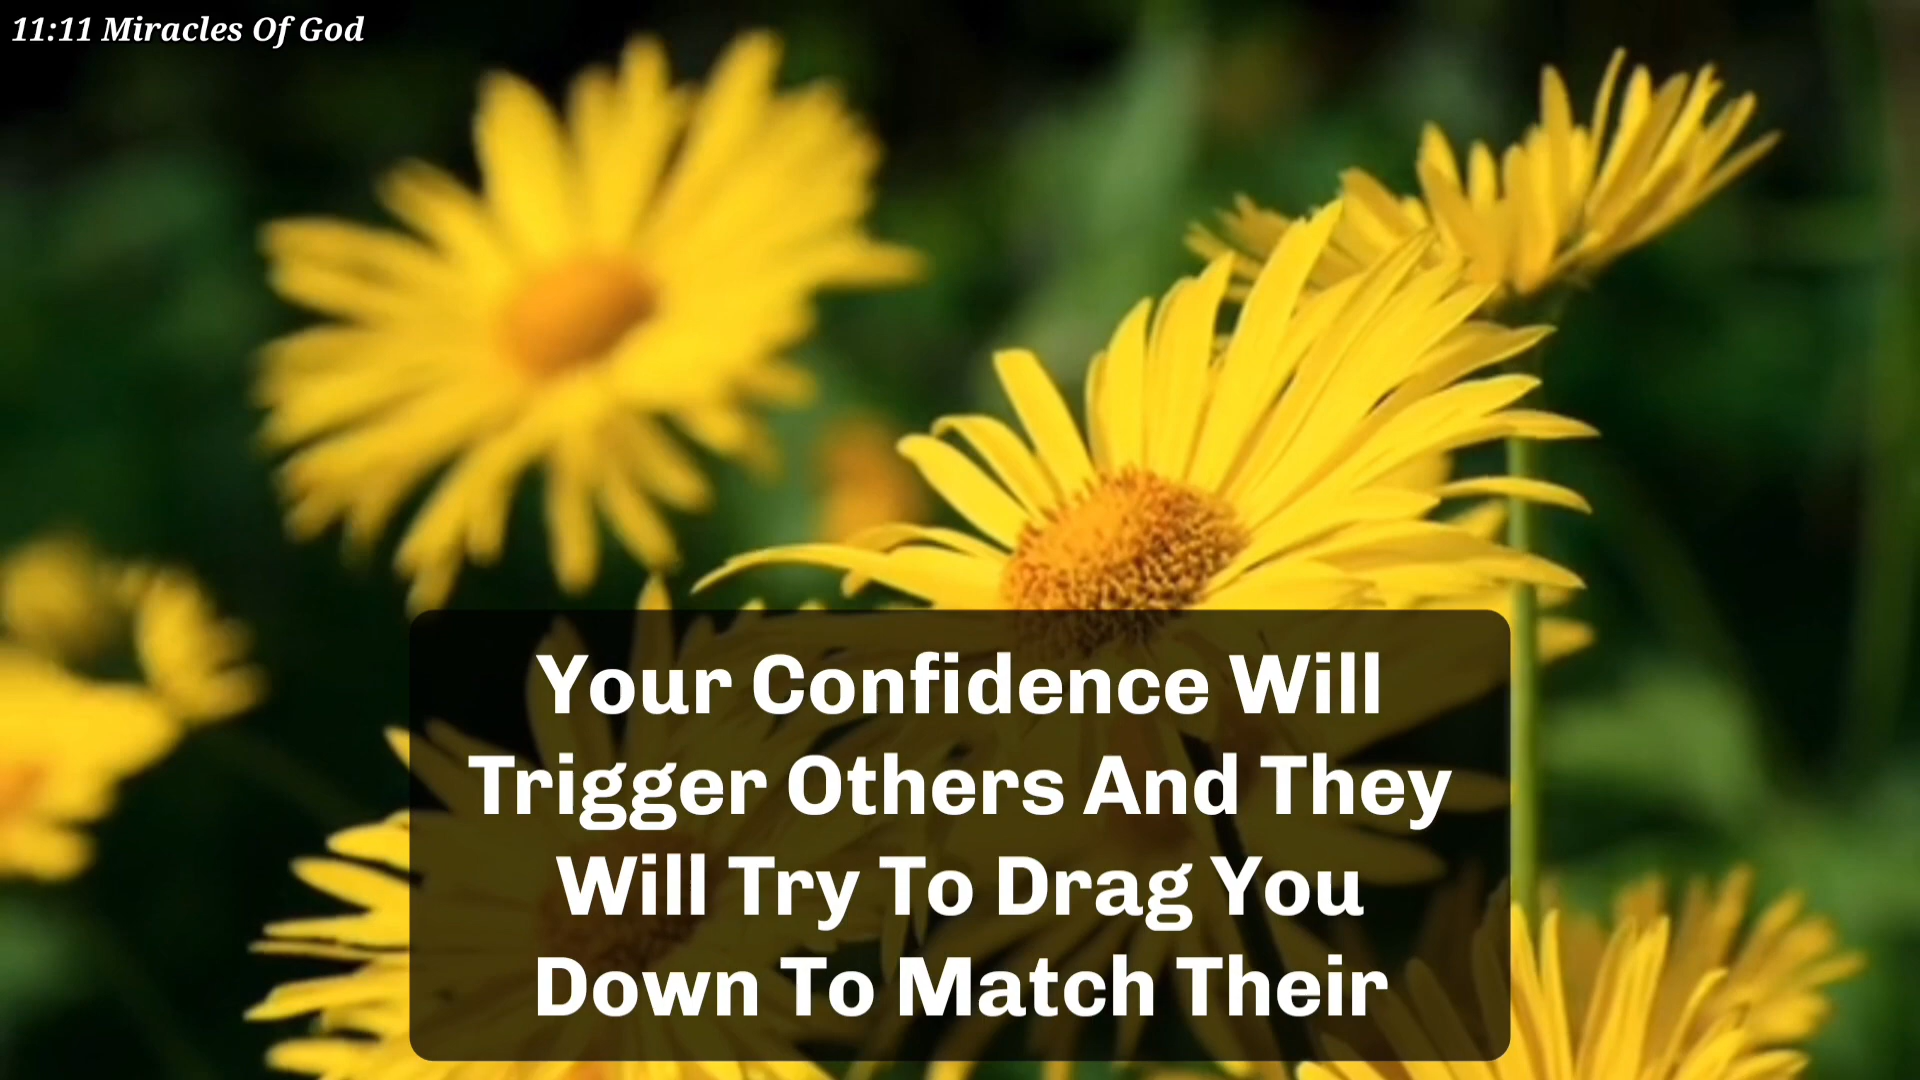 11:11 Miracles Of God
Your Confidence Will
Trigger Others And They
Will Try To Drag You
Down To Match Their